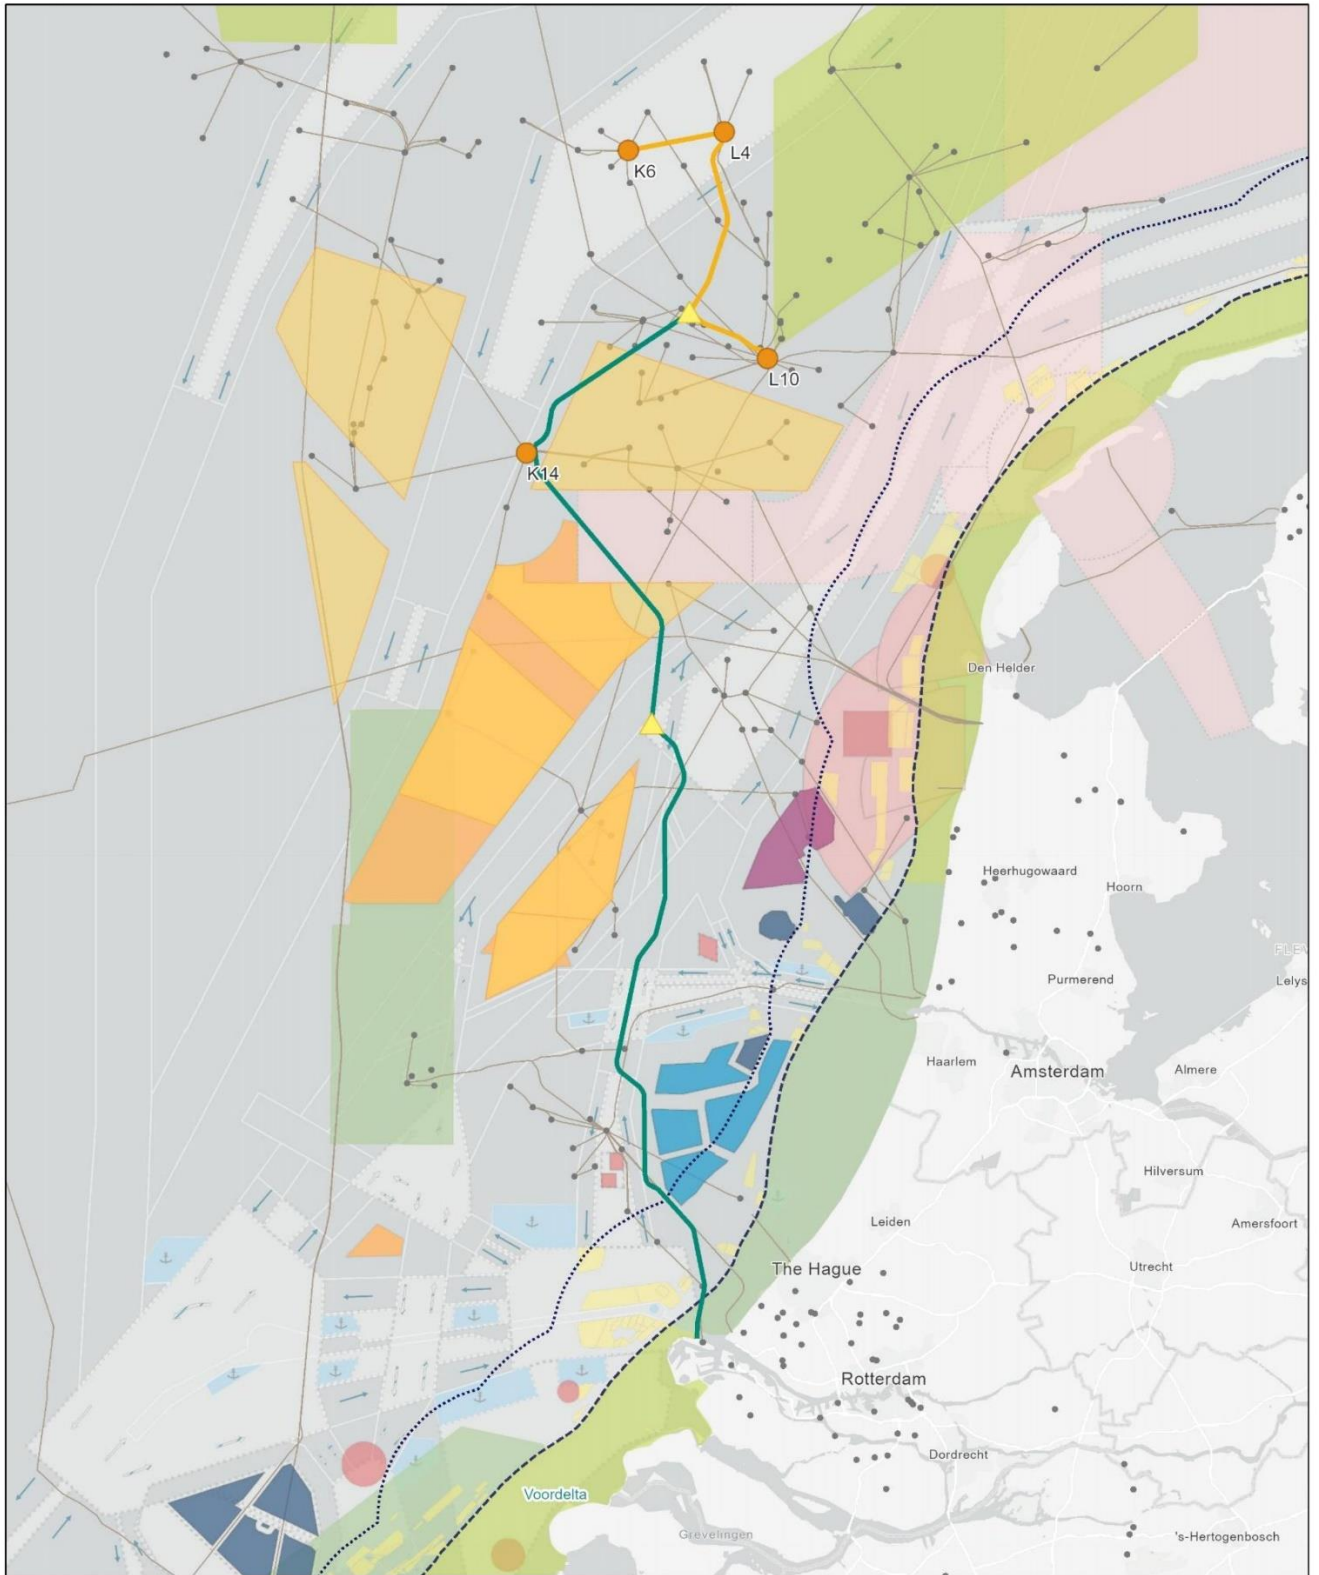 L4
K6
L10
K14
Den Helder
Heerhugowaard
Hoorn
FLEV
Purmerend
Lelys
Haarlem
Amsterdam
Almere
Hilversum
Leiden
Amersfoort
The Hague
Utrecht
Rotterdam
Dordrecht
Voordelta
Grevelingen
's-Hertogenbosch